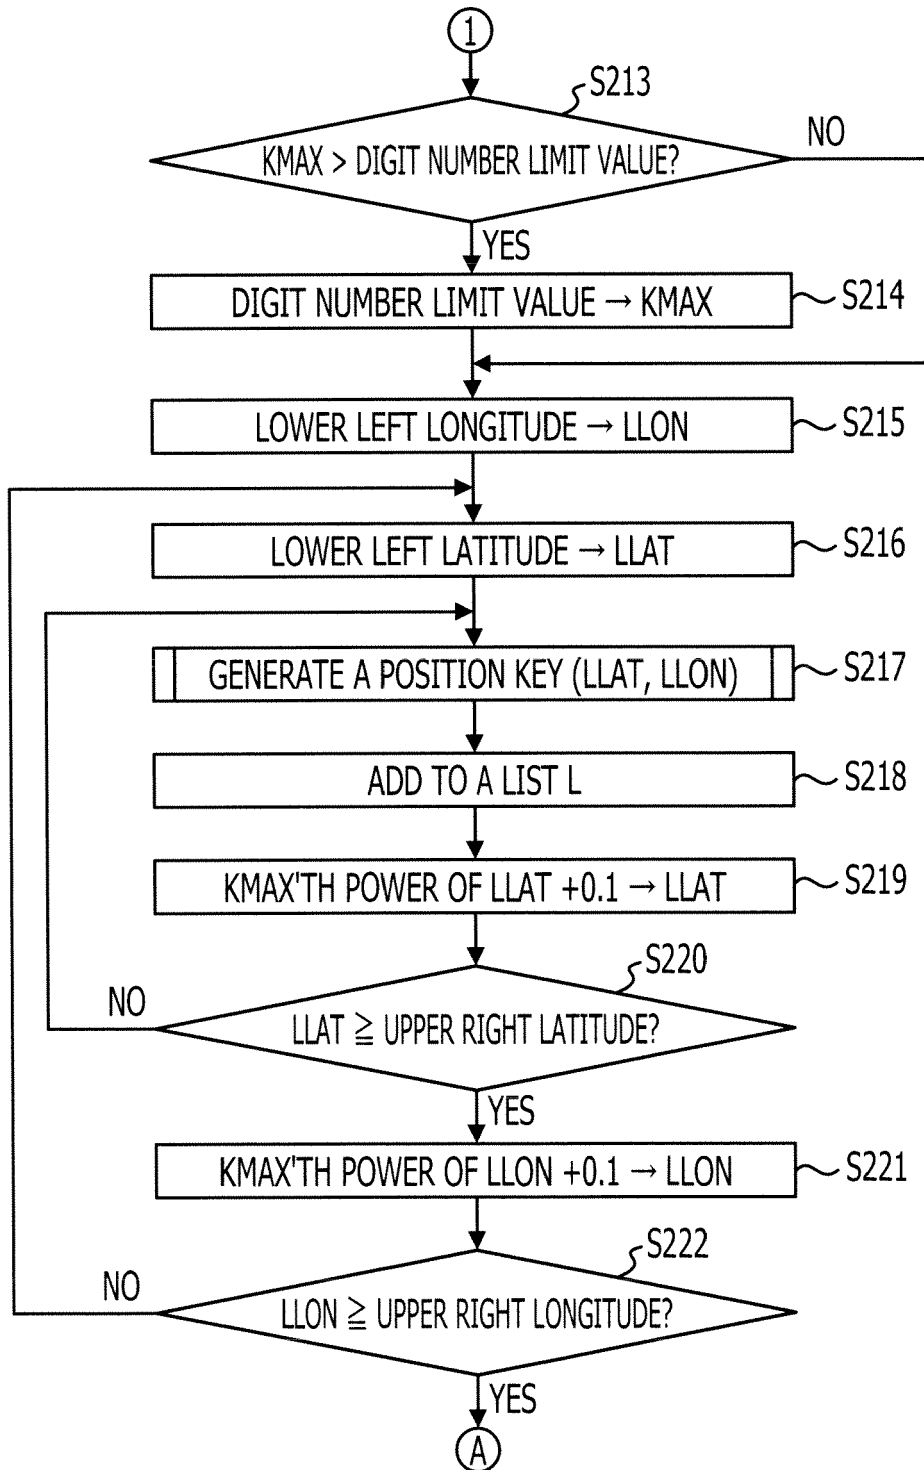 1
S213
KMAX > DIGIT NUMBER LIMIT VALUE?
NO
YES
DIGIT NUMBER LIMIT VALUE → KMAX
S214
LOWER LEFT LONGITUDE → LLON
S215
LOWER LEFT LATITUDE → LLAT
S216
GENERATE A POSITION KEY (LLAT, LLON)
S217
ADD TO A LIST L
S218
KMAX'TH POWER OF LLAT +0.1 → LLAT
S219
S220
NO
LLAT ≧ UPPER RIGHT LATITUDE?
YES
KMAX'TH POWER OF LLON +0.1 → LLON
S221
S222
NO
LLON ≧ UPPER RIGHT LONGITUDE?
YES
A